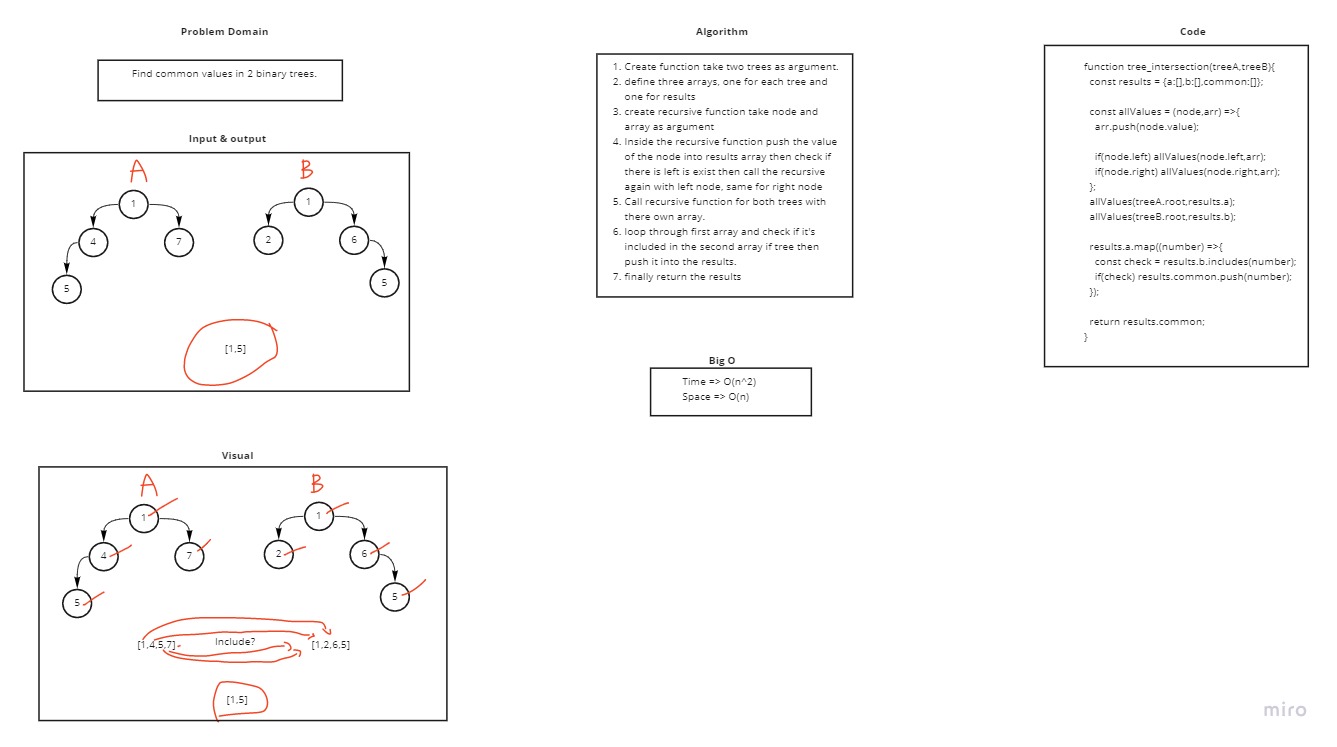 Problem Domain
Find common values in 2 binary trees.
Input & output
A
B
1
1
4
7
2
6
5
5
[1,5]
Visual
A
B
1
1
4
7
2
6
5
5
[1,4,5,7]
Include?
[1,2,6,5]
[1,5]
Algorithm
1. Create function take two trees as argument.
2. define three arrays, one for each tree and
one for results
3. create recursive function take node and
array as argument
4. Inside the recursive function push the value
of the node into results array then check if
there is left is exist then call the recursive
again with left node, same for right node
5. Call recursive function for both trees with
there own array.
6. loop through first array and check if it's
included in the second array if tree then
push it into the results.
7. finally return the results
Big O
Time => O(n^2)
Space => O(n)
Code
function tree_intersection(treeA,treeB){
const results = {a:[],b:[],common:[]};
const allValues = (node,arr) =>{
arr.push(node.value);
if(node.left) allValues(node.left,arr);
if(node.right) allValues(node.right,arr);
};
allValues(treeA.root,results.a);
allValues(treeB.root,results.b);
results.a.map((number) =>{
const check = results.b.includes(number);
if(check) results.common.push(number);
});
return results.common;
}
miro